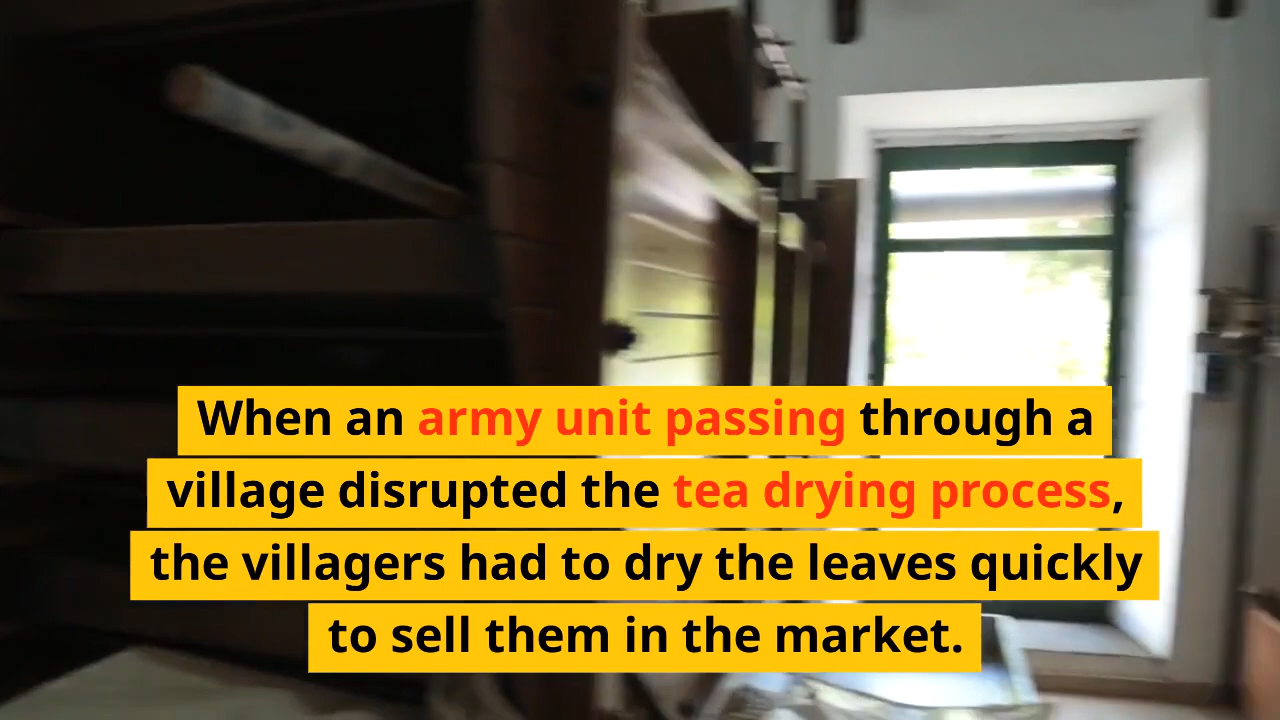 When an army unit passing through a
village disrupted the tea drying process,
the villagers had to dry the leaves quickly
to sell them in the market.